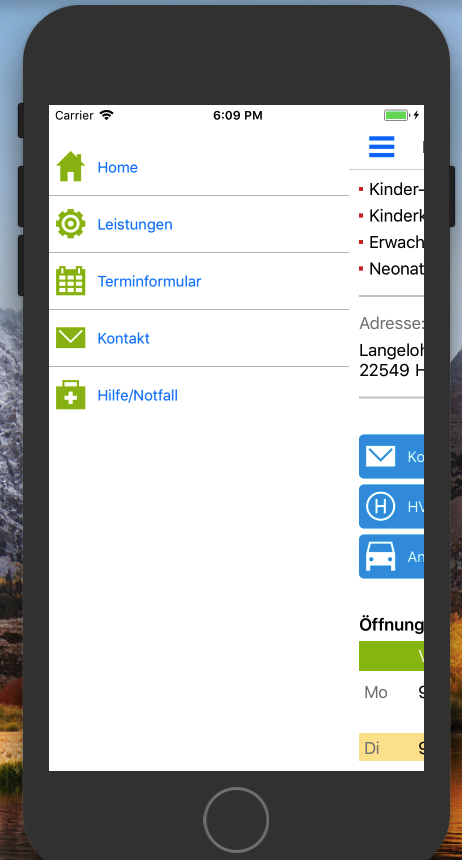 Carrier 6:09 PM
Home
Leistungen
Terminformular
Kontakt
Hilfe/Notfall
Kinder-
Kinderk
Erwach
Neonat
Adresse:
Langeloh
22549 H
Ko
H HV
An
Öffnung
Mo 9
Di 9